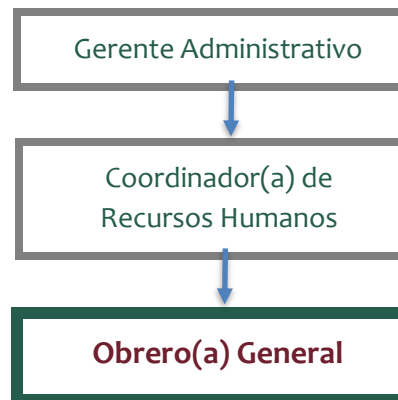 Gerente Administrativo
Coordinador(a) de
Recursos Humanos
Obrero(a) General